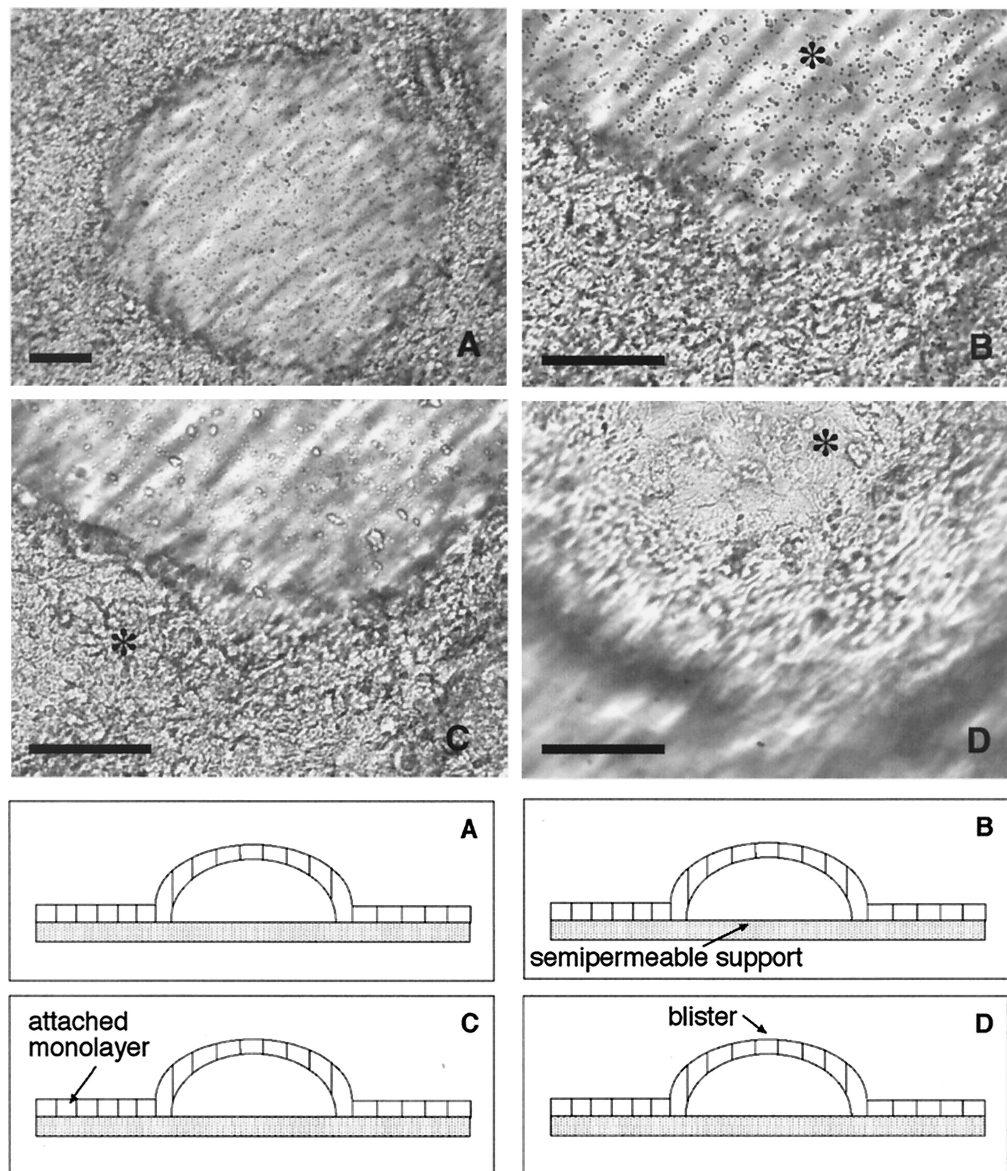 A
*
B
*
C
*
D
A
B
semipermeable support
attached
monolayer
C
blister
D